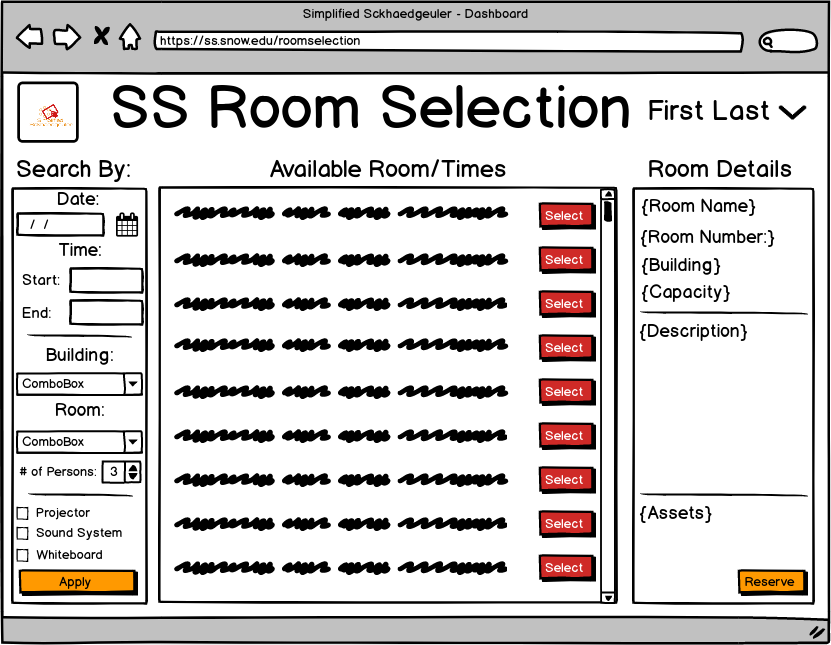 Simplified Sckhaedgeuler - Dashboard
https://ss.snow.edu/roomselection
SS Room Selection
First Last
Search By:
Date:
/ /
Time:
Start:
End:
Building:
ComboBox
Room:
ComboBox
# of Persons: 3
Projector
Sound System
Whiteboard
Apply
Available Room/Times
Select
Select
Select
Select
Select
Select
Select
Select
Select
Room Details
{Room Name}
{Room Number:}
{Building}
{Capacity}
{Description}
{Assets}
Reserve